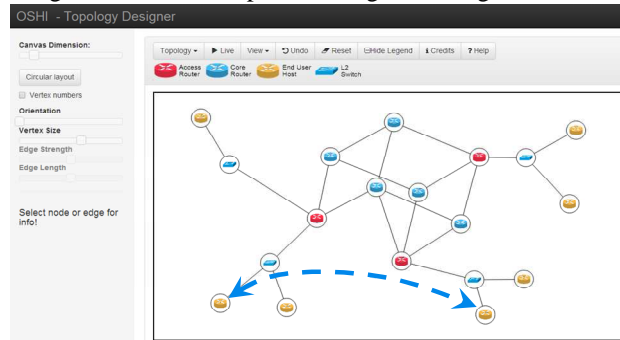 OSHI - Topology Designer
Canvas Dimension:
Circular layout
Vertex numbers
Orientation
Vertex Size
Edge Strength
Edge Length
Select node or edge for
info!
Topology Live View Undo Reset Hide Legend Credits ? Help
Access
Router
Core
Router
End User
Host
L2
Switch